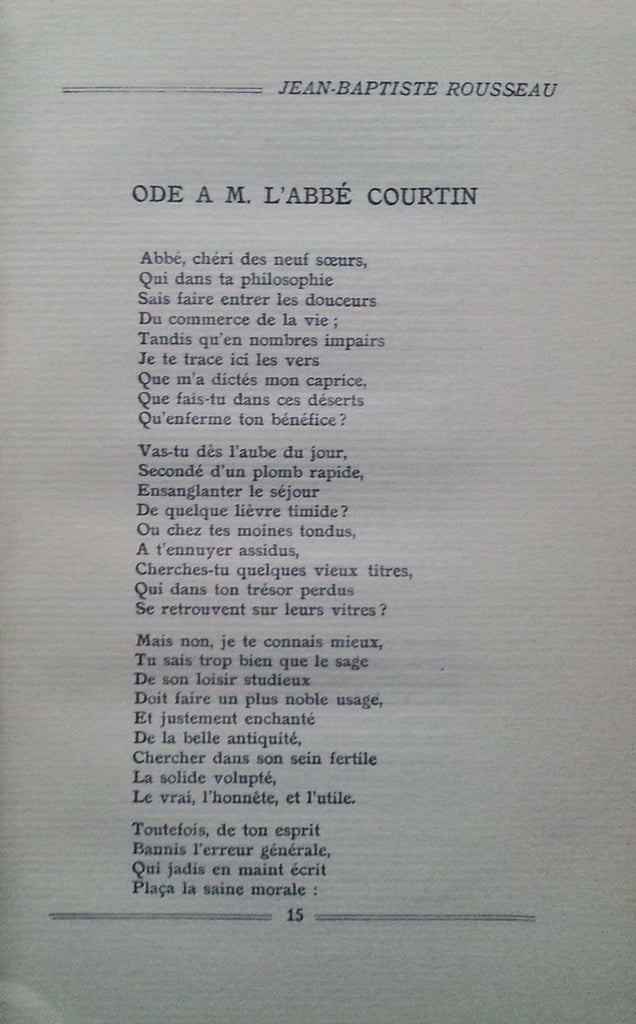 JEAN-BAPTISTE ROUSSEAU
ODE A M. L'ABBÉ COURTIN
Abbé, chéri des neuf sœurs,
Qui dans ta philosophie
Sais faire entrer les douceurs
Du commerce de la vie ;
Tandis qu'en nombres impairs
Je te trace ici les vers
Que m'a dictés mon caprice,
Que fais-tu dans ces déserts
Qu'enferme ton bénéfice ?
Vas-tu dès l'aube du jour,
Secondé d'un plomb rapide,
Ensanglanter le séjour
De quelque lièvre timide ?
Ou chez tes moines tondus,
A t'ennuyer assidus,
Cherches-tu quelques vieux titres,
Qui dans ton trésor perdus
Se retrouvent sur leurs vitres ?
Mais non, je te connais mieux,
Tu sais trop bien que le sage
De son loisir studieux
Doit faire un plus noble usage,
Et justement enchanté
De la belle antiquité,
Chercher dans son sein fertile
La solide volupté,
Le vrai, l'honnête, et l'utile.
Toutefois, de ton esprit
Bannis l'erreur générale,
Qui jadis en maint écrit
Plaça la saine morale :
15